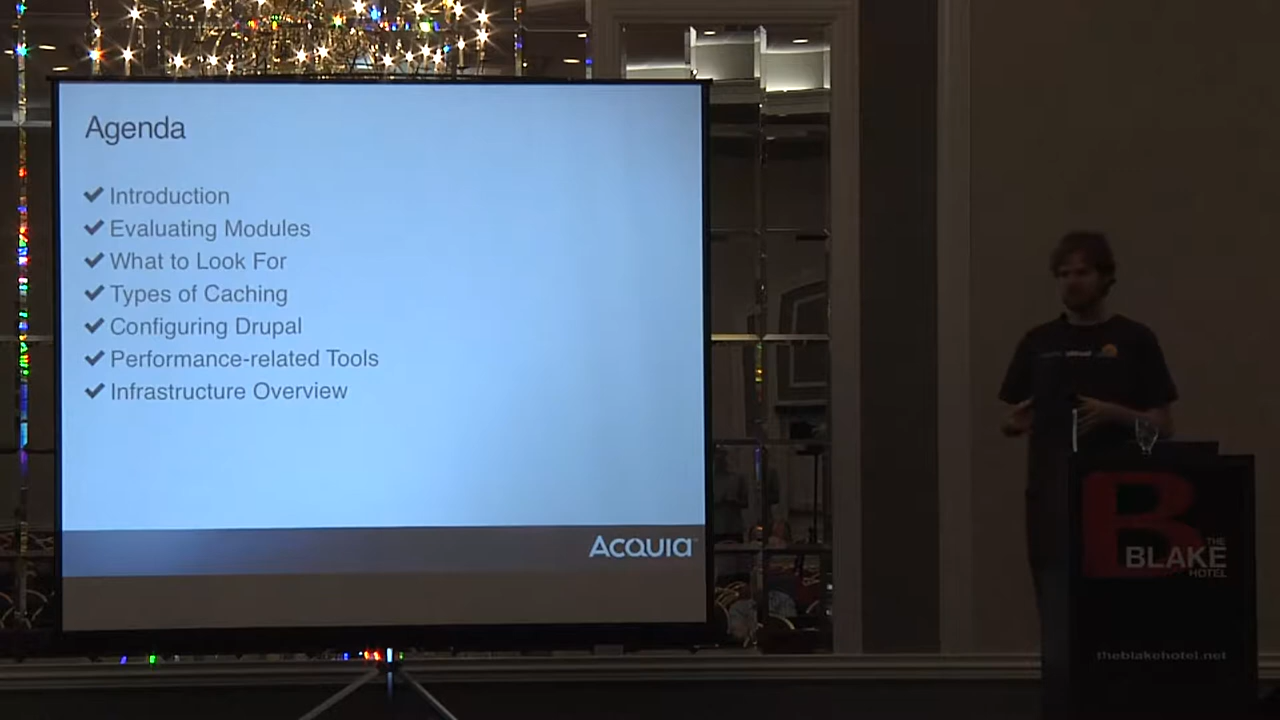 Agenda
✔ Introduction
✔ Evaluating Modules
✔ What to Look For
✔ Types of Caching
✔ Configuring Drupal
✔ Performance-related Tools
✔ Infrastructure Overview
ACQUIA
B
THE
BLAKE
HOTEL
theblakehotel.net